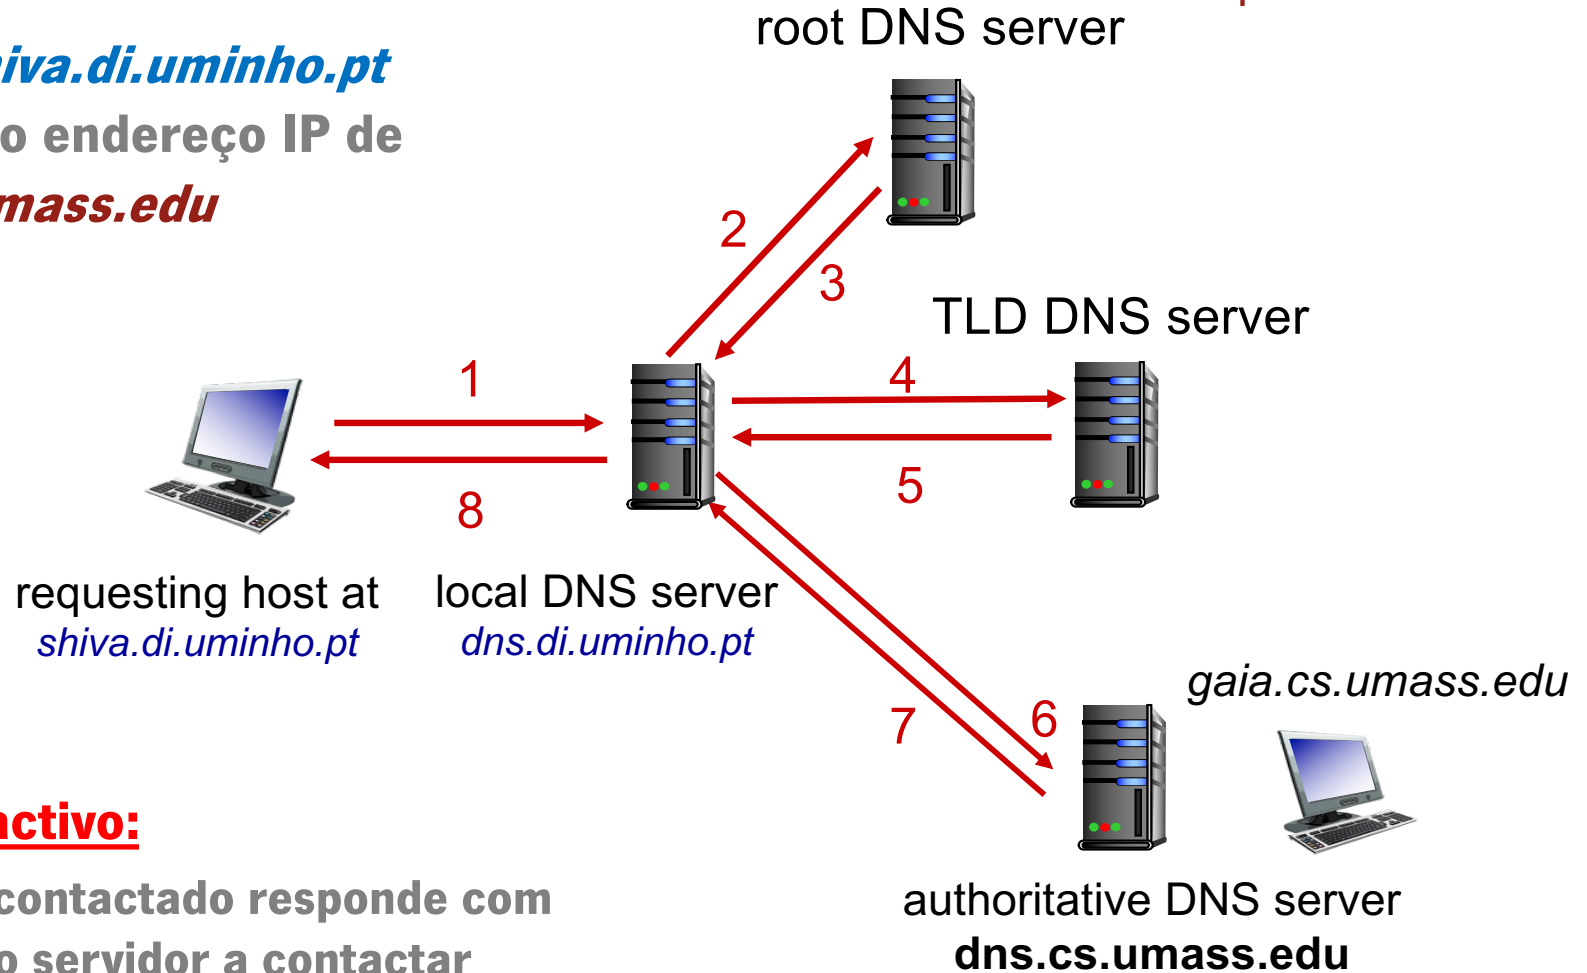 root DNS server
iva.di.uminho.pt
o endereço IP de
mass.edu
2
3
TLD DNS server
1
4
5
8
requesting host at
shiva.di.uminho.pt
local DNS server
dns.di.uminho.pt
gaia.cs.umass.edu
6
7
activo:
contactado responde com
o servidor a contactar
authoritative DNS server
dns.cs.umass.edu